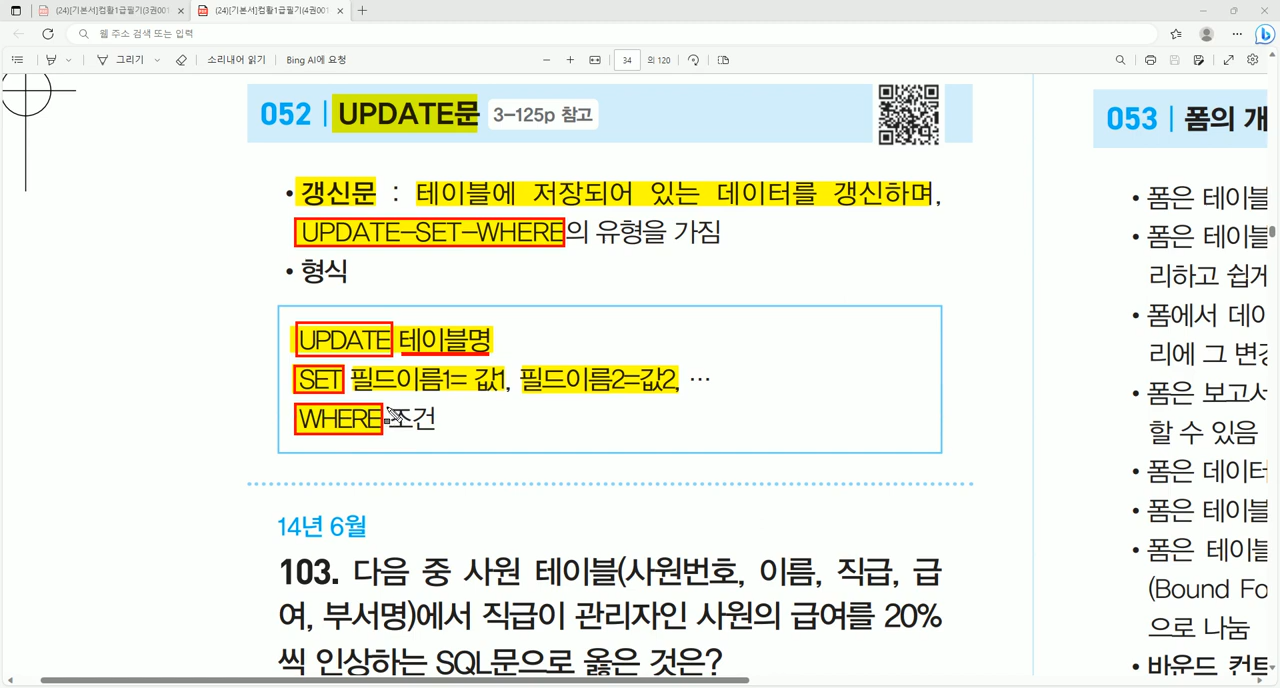 (24)[기본서]컴활1급필기(3권001
(24)[기본서]컴활1급필기(4권001
웹 주소 검색 또는 입력
그리기
소리내어 읽기
Bing AI에 요청
34
의 120
052 | UPDATE문 3-125p 참고
• 갱신문 : 테이블에 저장되어 있는 데이터를 갱신하며,
UPDATE-SET-WHERE의 유형을 가짐
• 형식
UPDATE 테이블명
SET 필드이름1= 값1, 필드이름2=값2, …
WHERE 조건
14년 6월
103. 다음 중 사원 테이블(사원번호, 이름, 직급, 급
여, 부서명)에서 직급이 관리자인 사원의 급여를 20%
씩 인상하는 SQL문으로 옳은 것은?
053 | 폼의 개
• 폼은 테이블
• 폼은 테이블
리하고 쉽게
• 폼에서 데이
리에 그 변경
• 폼은 보고서
할 수 있음
• 폼은 데이터
• 폼은 테이블
• 폼은 테이블
(Bound Fo
으로 나눔
• 바운드 컨트